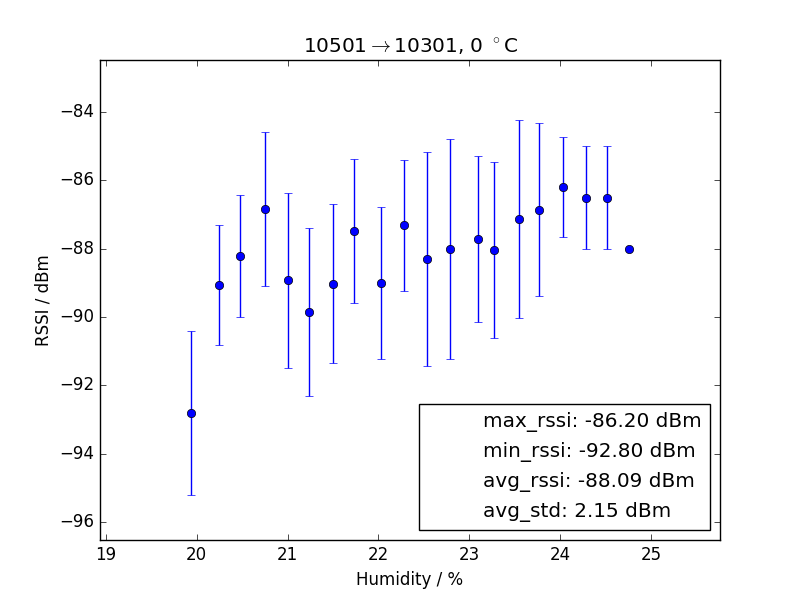 10501→10301, 0 °C
RSSI / dBm
−84
−86
−88
−90
−92
−94
−96
max_rssi: -86.20 dBm
min_rssi: -92.80 dBm
avg_rssi: -88.09 dBm
avg_std: 2.15 dBm
19 20 21 22 23 24 25
Humidity / %